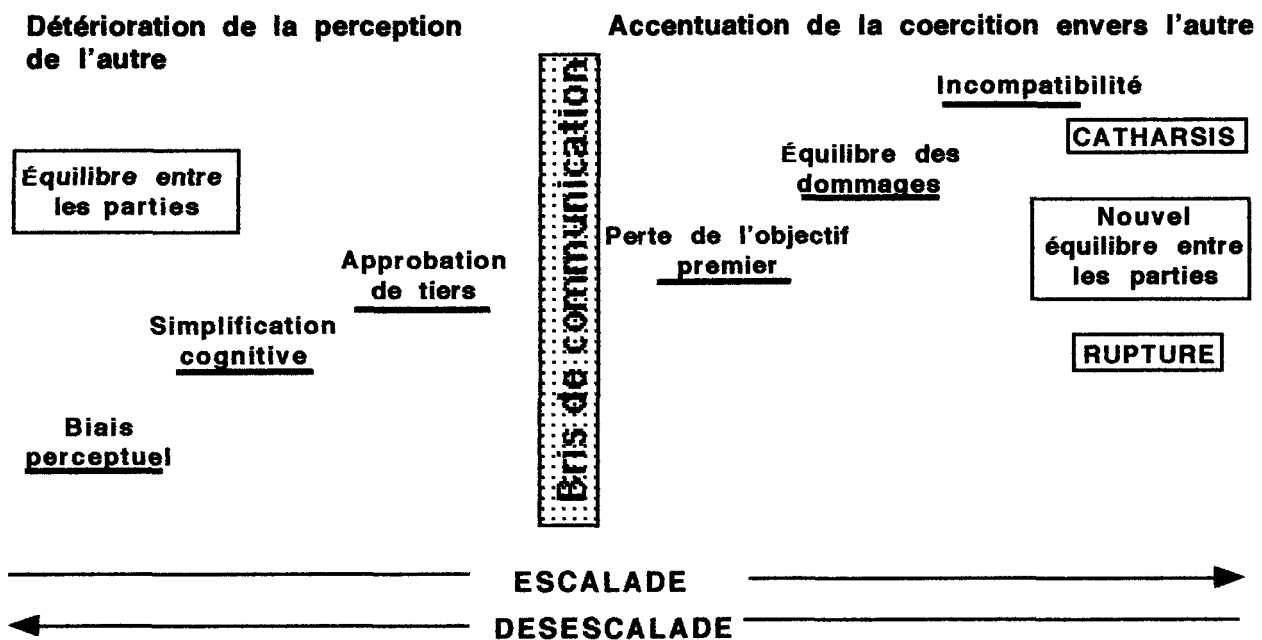 Détérioration de la perception
de l'autre
Accentuation de la coercition envers l'autre
Équilibre entre
les parties
Biais
perceptuel
Simplification
cognitive
Approbation
de tiers
Bris de communication
Perte de l'objectif
premier
Équilibre des
dommages
Incompatibilité
CATHARSIS
Nouvel
équilibre entre
les parties
RUPTURE
ESCALADE
DESESCALADE